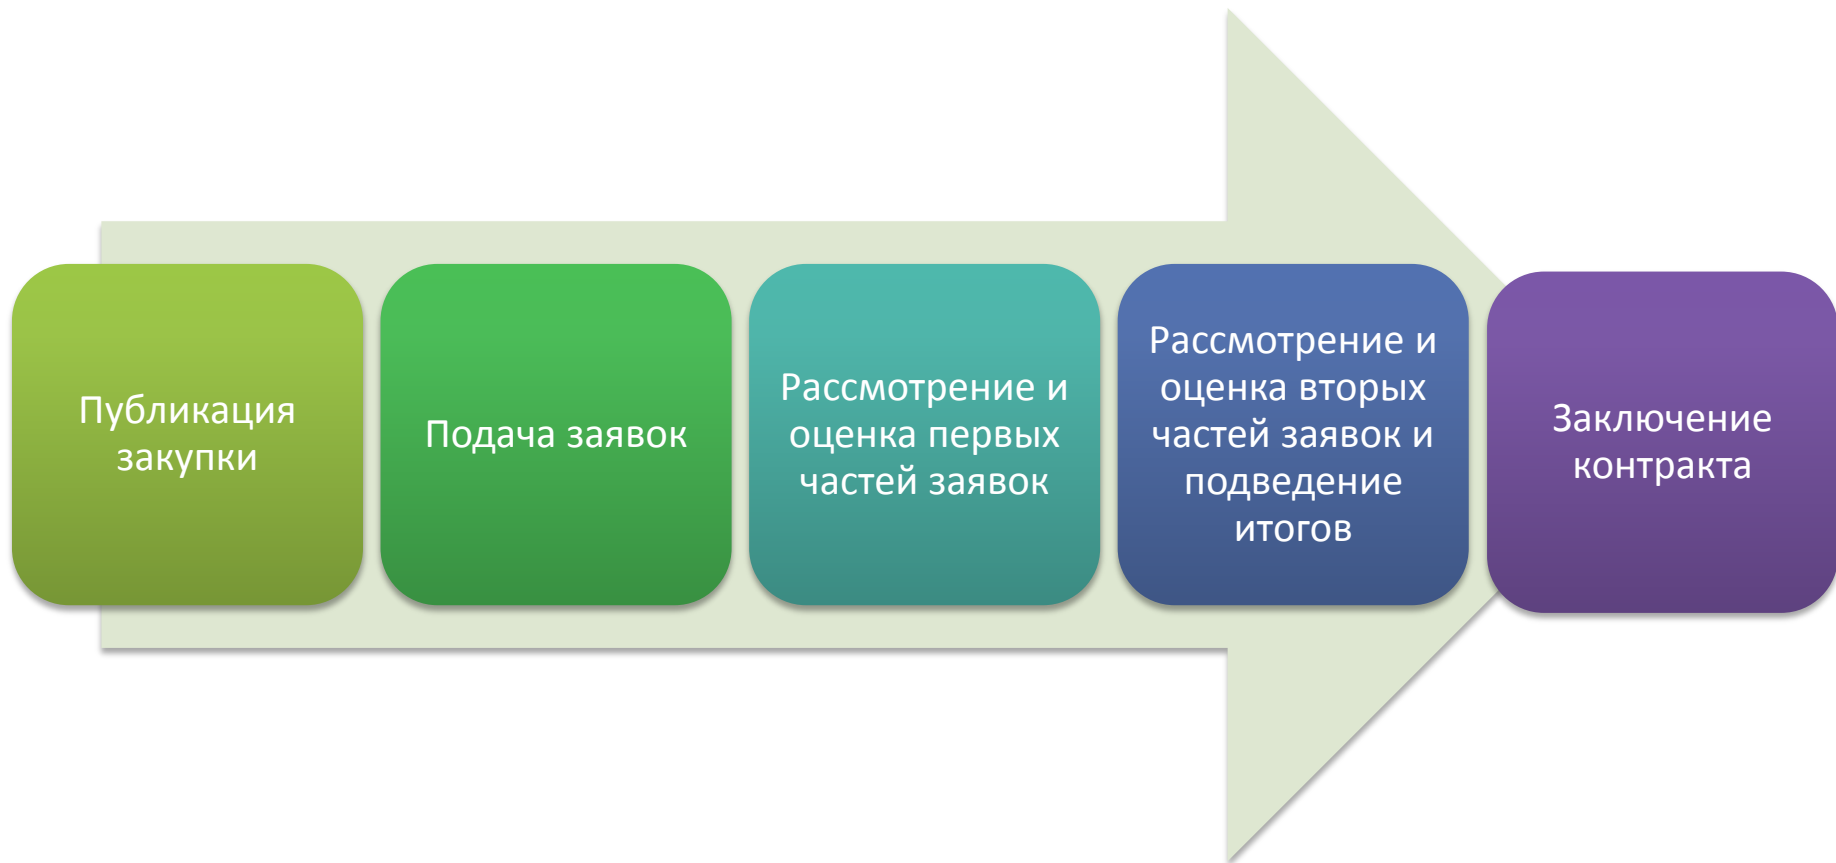 Публикация
закупки
Подача заявок
Рассмотрение и
оценка первых
частей заявок
Рассмотрение и
оценка вторых
частей заявок и
подведение
итогов
Заключение
контракта